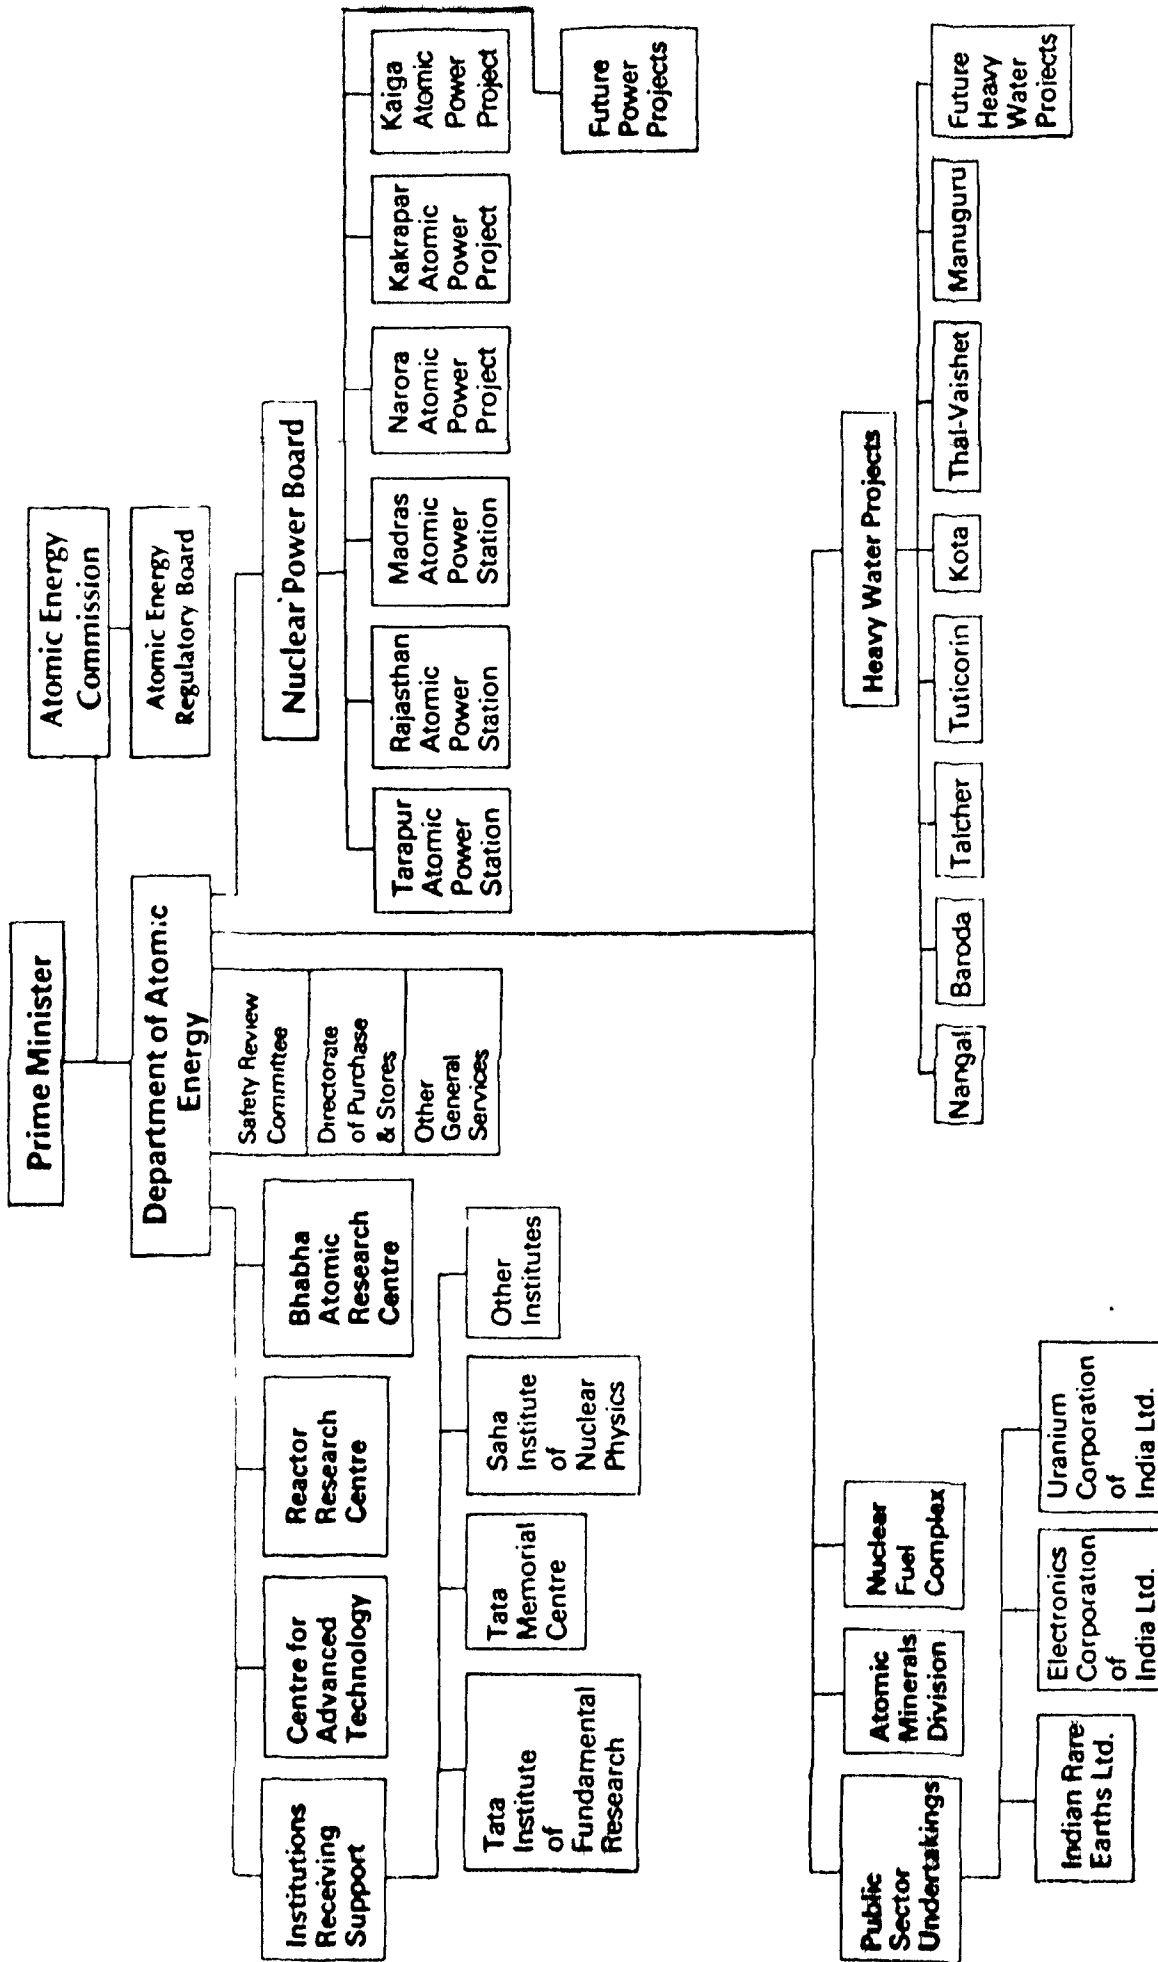 Prime Minister
Atomic Energy
Commission
Atomic Energy
Regulatory Board
Department of Atomic
Energy
Safety Review
Committee
Directorate
of Purchase
& Stores
Other
General
Services
Institutions
Receiving
Support
Centre for
Advanced
Technology
Reactor
Research
Centre
Bhabha
Atomic
Research
Centre
Tata
Institute
of
Fundamental
Research
Tata
Memorial
Centre
Saha
Institute
of
Nuclear
Physics
Other
Institutes
Nuclear Power Board
Tarapur
Atomic
Power
Station
Rajasthan
Atomic
Power
Station
Madras
Atomic
Power
Station
Narora
Atomic
Power
Project
Kakrapar
Atomic
Power
Project
Kaiga
Atomic
Power
Project
Future
Power
Projects
Public
Sector
Undertakings
Atomic
Minerals
Division
Nuclear
Fuel
Complex
Indian Rare
Earths Ltd.
Electronics
Corporation
of
India Ltd.
Uranium
Corporation
of
India Ltd.
Heavy Water Projects
Nangal
Baroda
Talcher
Tuticorin
Kota
Thal-Vaishet
Manuguru
Future
Heavy
Water
Projects